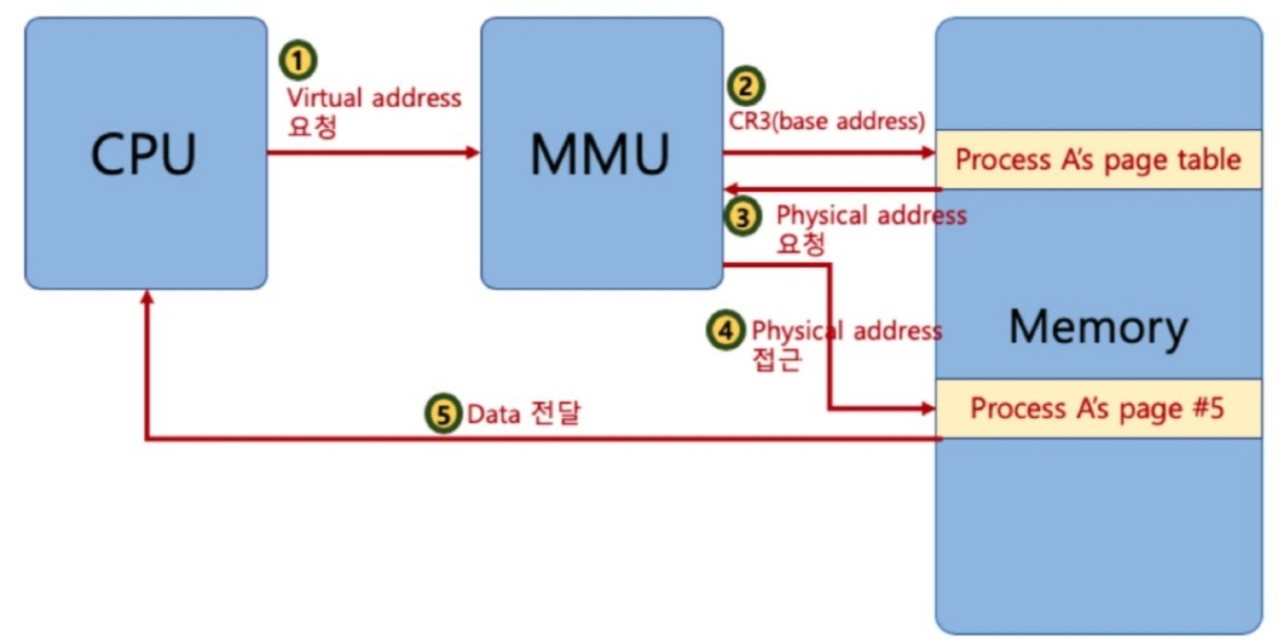 CPU
1
Virtual address
요청
MMU
2
CR3(base address)
Process A's page table
3
Physical address
요청
4
Physical address
접근
Memory
Process A's page #5
5
Data 전달